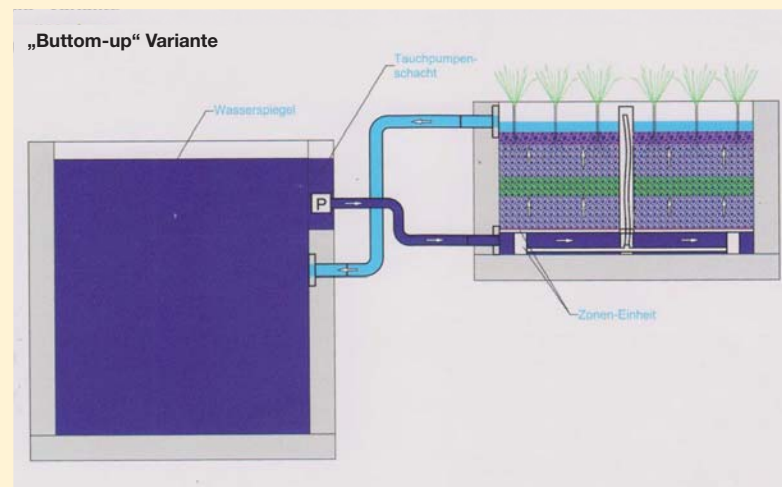 „Buttom-up“ Variante
Tauchpumpen-
schacht
Wasserspiegel
P
Zonen-Einheit